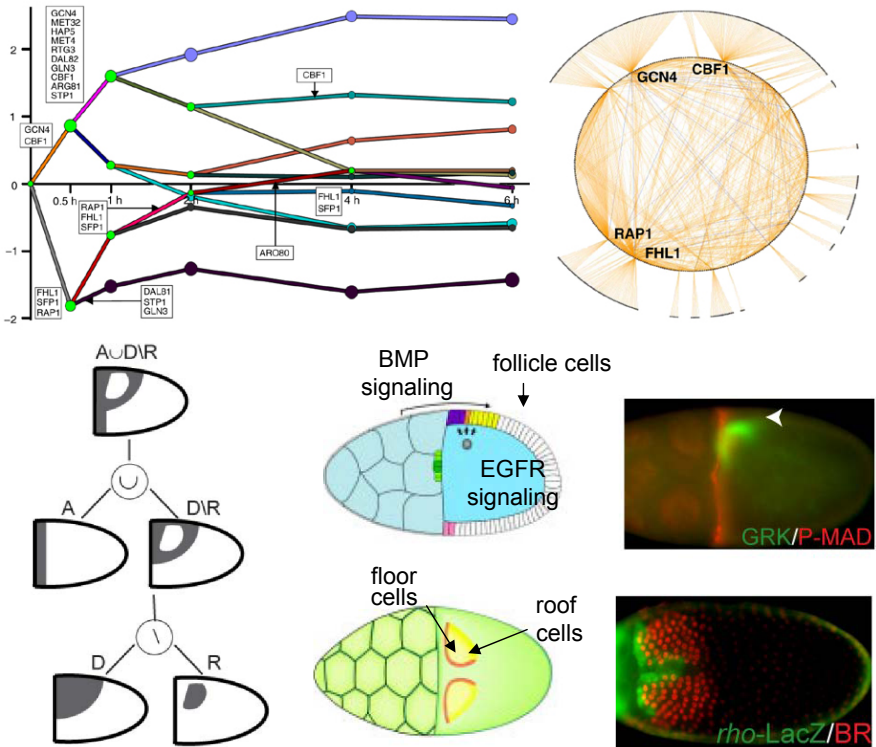 GCN4
MET32
HAP5
MET4
RTG3
DAL82
GLN3
CBF1
ARG81
STP1
2
1
0
−1
−2
GCN4
CBF1
CBF1
0.5 h
1 h
4 h
6 h
RAP1
FHL1
SFP1
FHL1
SFP1
ARO80
FHL1
SFP1
RAP1
DAL81
STP1
GLN3
GCN4
CBF1
RAP1
FHL1
A∪D\R
∪
A
D\R
\
D
R
BMP
signaling
follicle cells
EGFR
signaling
floor
cells
roof
cells
GRK/P-MAD
rho-LacZ/BR